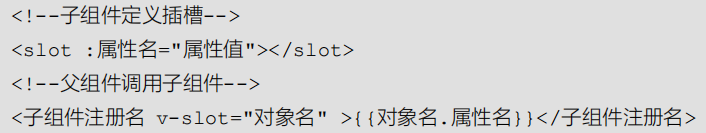 <!--子组件定义插槽-->
<slot :属性名="属性值"></slot>
<!--父组件调用子组件-->
<子组件注册名 v-slot="对象名" >{{对象名.属性名}}</子组件注册名>